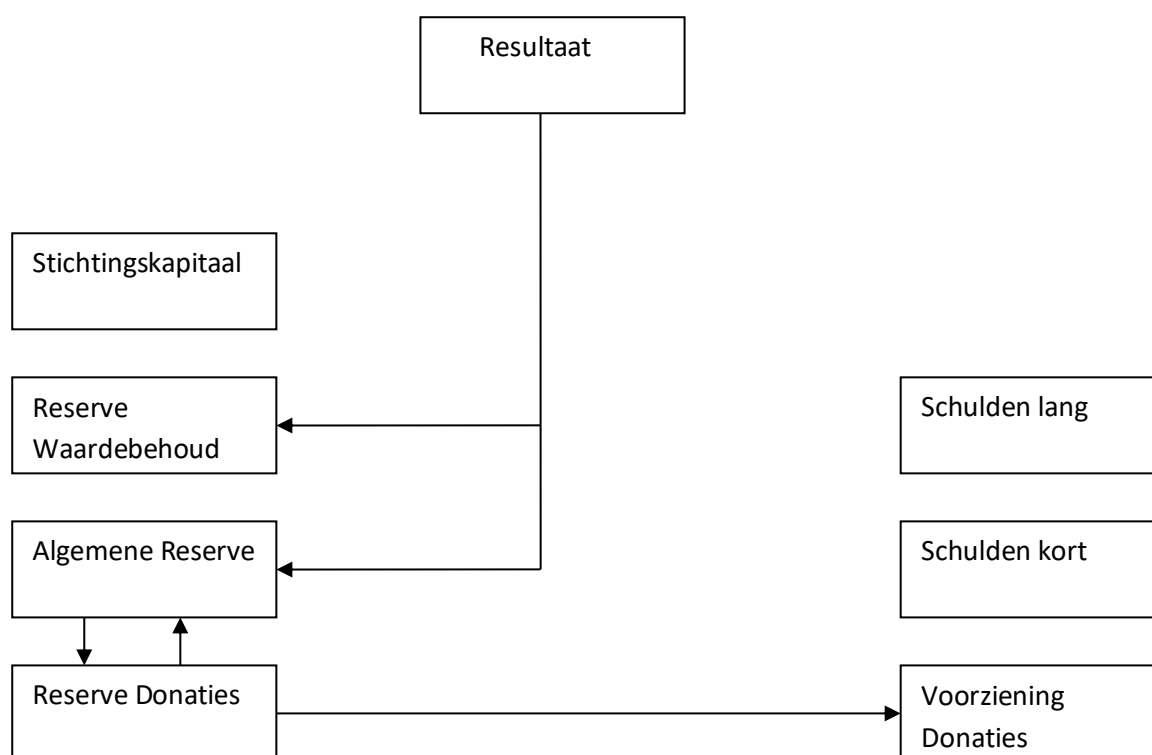 Resultaat
Stichtingskapitaal
Reserve
Waardebehoud
Schulden lang
Algemene Reserve
Schulden kort
Reserve Donaties
Voorziening
Donaties